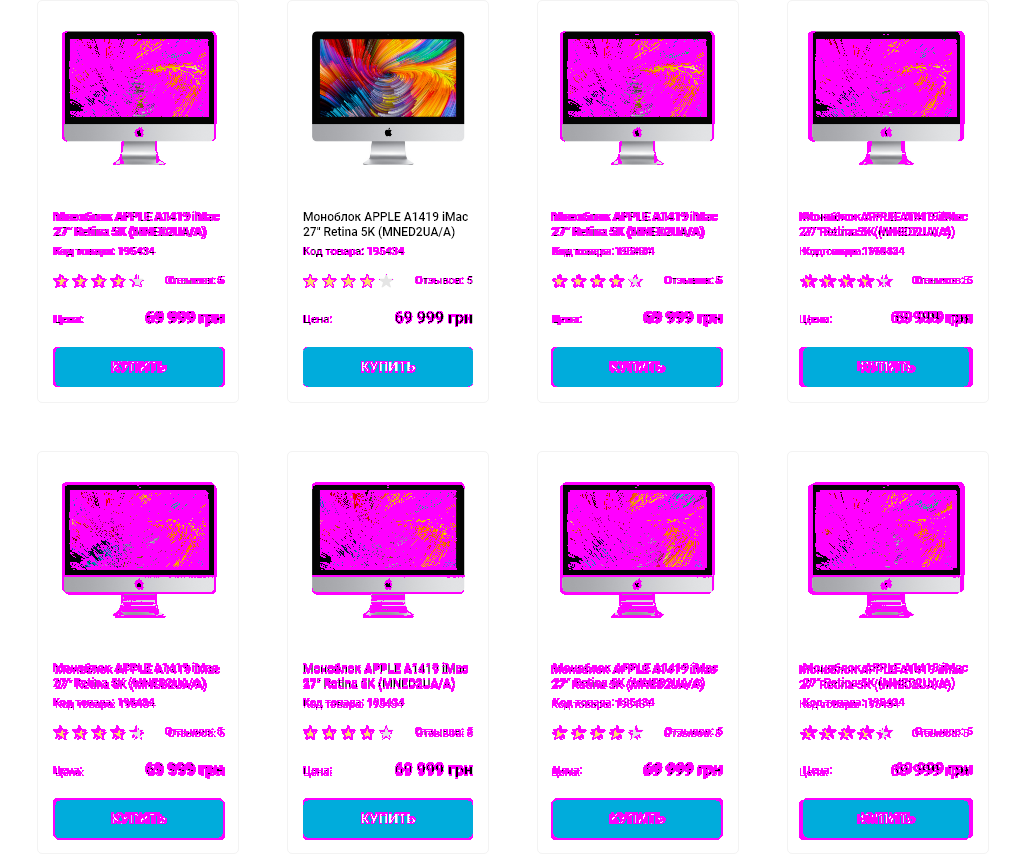 Моноблок APPLE A1419 iMac
27" Retina 5K (MNED2UA/A)
Код товара: 195434
Отзывов: 5
Цена: 69 999 грн
КУПИТЬ
Моноблок APPLE A1419 iMac
27" Retina 5K (MNED2UA/A)
Код товара: 195434
Отзывов: 5
Цена: 69 999 грн
КУПИТЬ
Моноблок APPLE A1419 iMac
27" Retina 5K (MNED2UA/A)
Код товара: 195434
Отзывов: 5
Цена: 69 999 грн
КУПИТЬ
Моноблок APPLE A1419 iMac
27" Retina 5K (MNED2UA/A)
Код товара: 195434
Отзывов: 5
Цена: 69 999 грн
КУПИТЬ
Моноблок APPLE A1419 iMac
27" Retina 5K (MNED2UA/A)
Код товара: 195434
Отзывов: 5
Цена: 69 999 грн
КУПИТЬ
Моноблок APPLE A1419 iMac
27" Retina 5K (MNED2UA/A)
Код товара: 195434
Отзывов: 5
Цена: 69 999 грн
КУПИТЬ
Моноблок APPLE A1419 iMac
27" Retina 5K (MNED2UA/A)
Код товара: 195434
Отзывов: 5
Цена: 69 999 грн
КУПИТЬ
Моноблок APPLE A1419 iMac
27" Retina 5K (MNED2UA/A)
Код товара: 195434
Отзывов: 5
Цена: 69 999 грн
КУПИТЬ